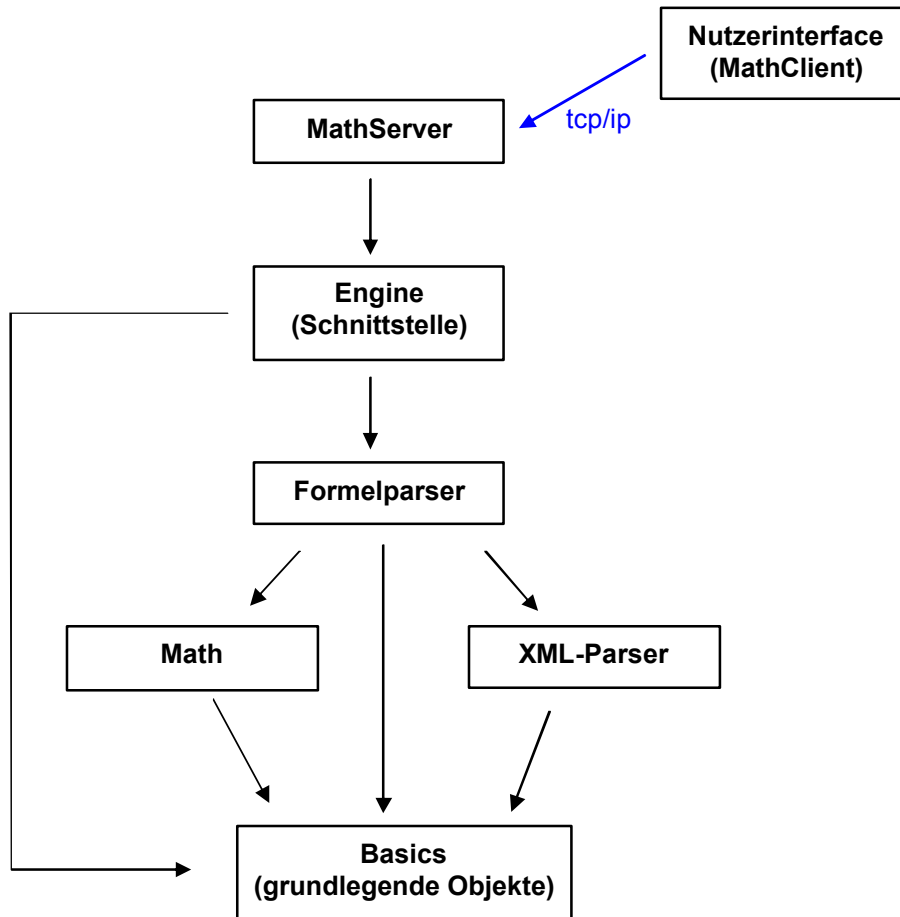 Nutzerinterface
(MathClient)
tcp/ip
MathServer
Engine
(Schnittstelle)
Formelparser
Math
XML-Parser
Basics
(grundlegende Objekte)